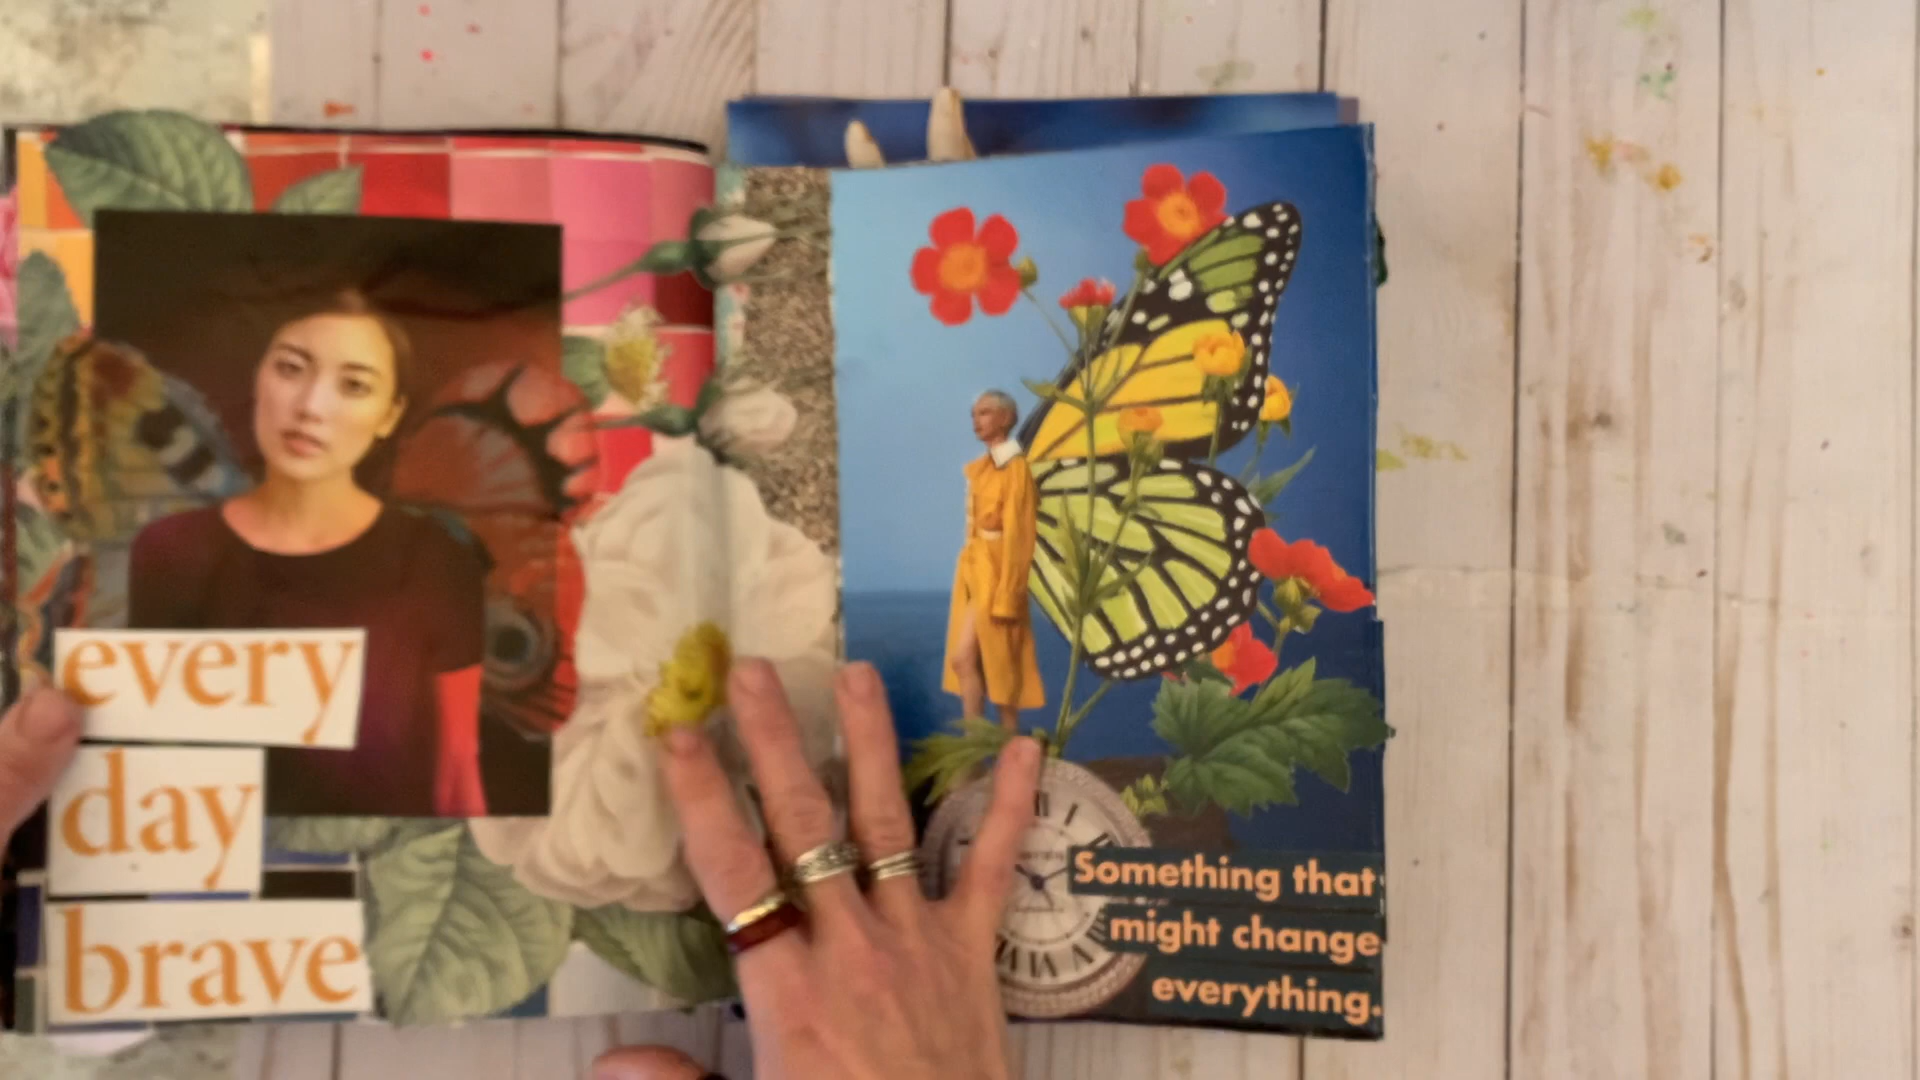 every
day
brave
Something that
might change
everything.